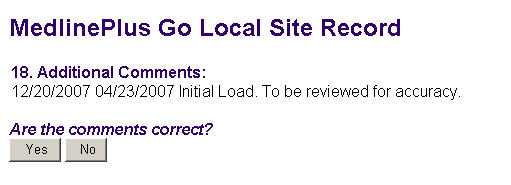 MedlinePlus Go Local Site Record
18. Additional Comments:
12/20/2007 04/23/2007 Initial Load. To be reviewed for accuracy.
Are the comments correct?
Yes No